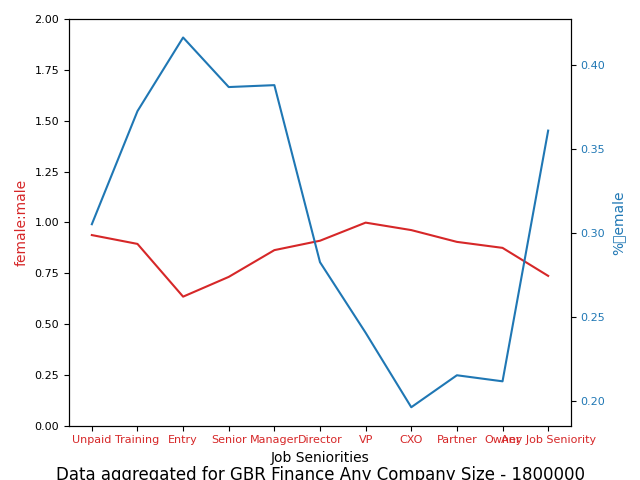 2.00
1.75
1.50
1.25
1.00
0.75
0.50
0.25
0.00
female:male
0.40
0.35
0.30
0.25
0.20
%▯emale
Unpaid Training Entry Senior Manager Director VP CXO Partner Owner Any Job Seniority
Job Seniorities
Data aggregated for GBR Finance Any Company Size - 1800000